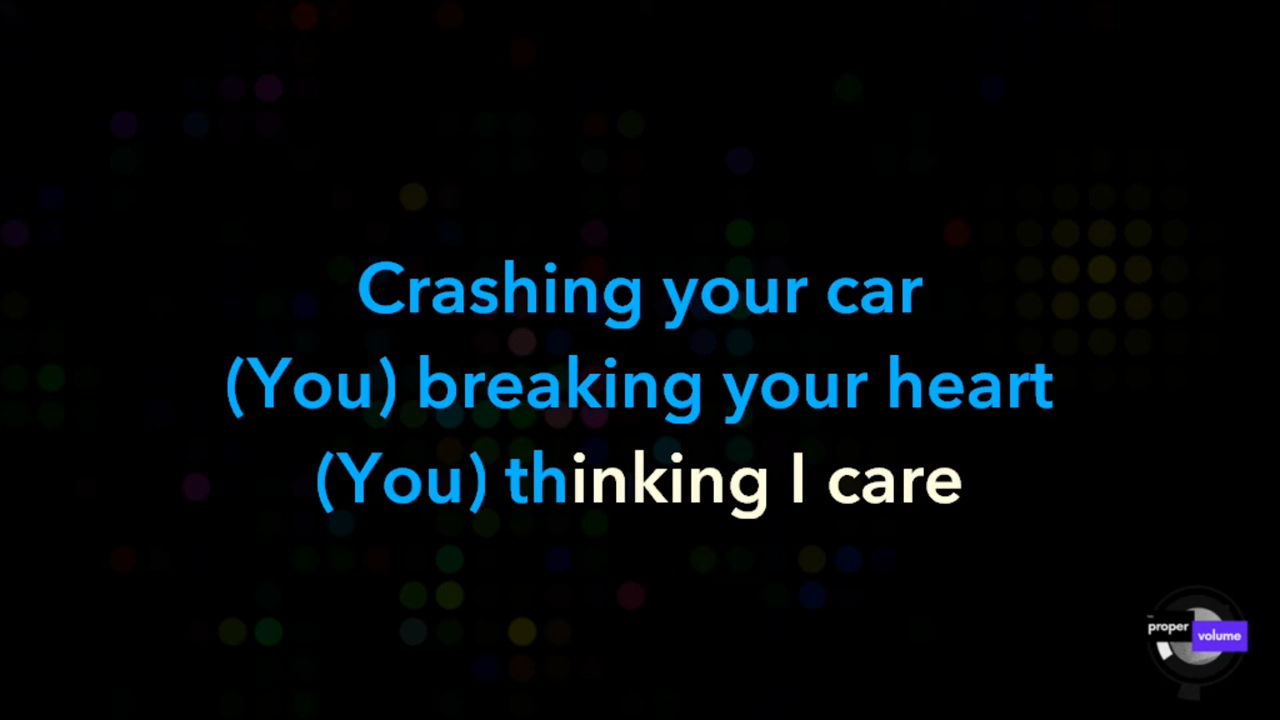 Crashing your car
(You) breaking your heart
(You) thinking I care
proper
volume